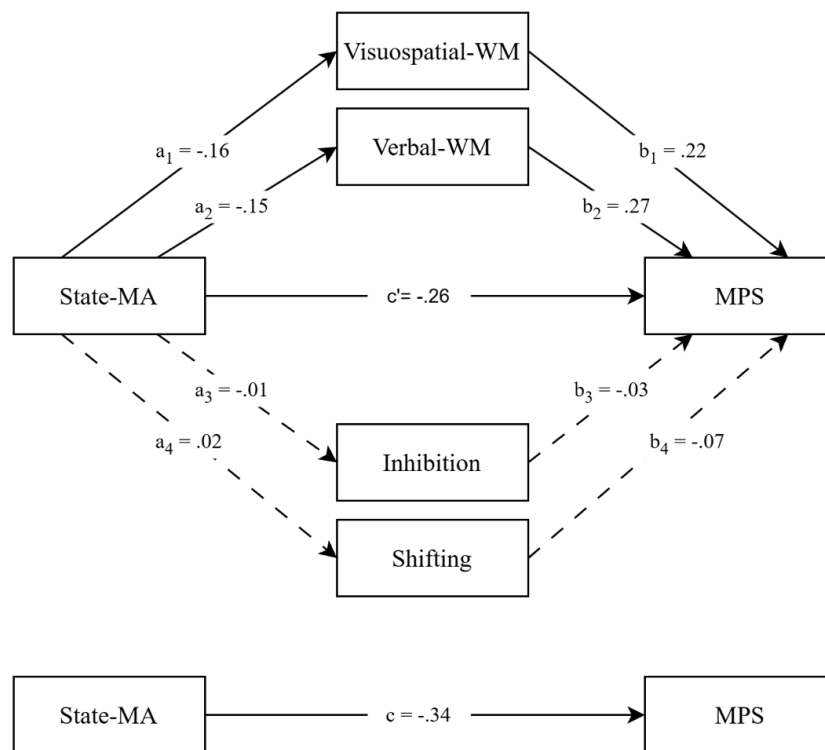 Visuospatial-WM
a1 = -.16
b1 = .22
Verbal-WM
a2 = -.15
b2 = .27
State-MA
c'= -.26
MPS
a3 = -.01
b3 = -.03
a4 = .02
b4 = -.07
Inhibition
Shifting
State-MA
c = -.34
MPS